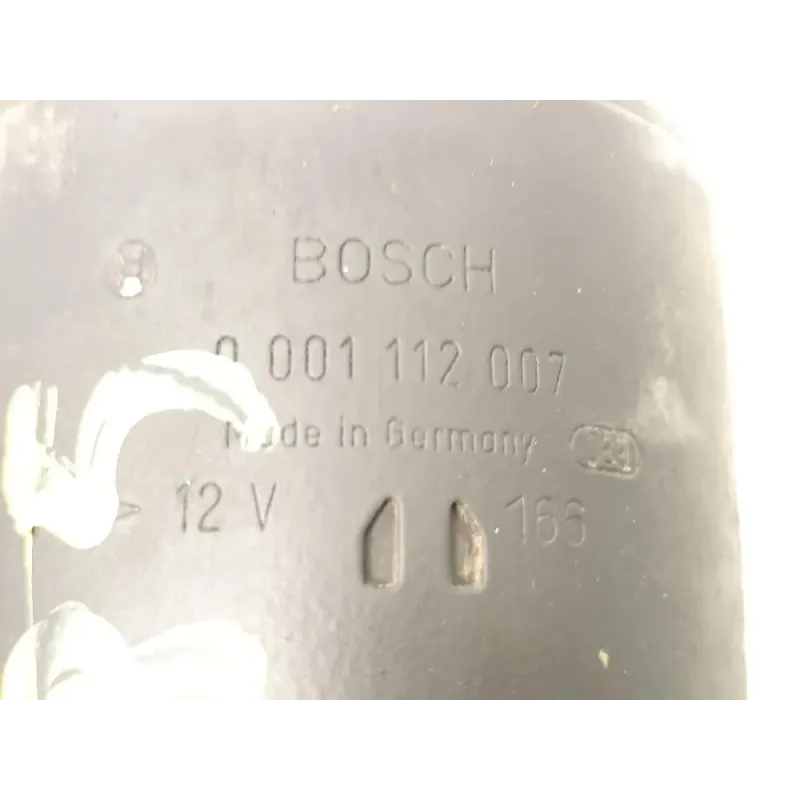 BOSCH
0 001 112 007
Made in Germany
> 12 V 166